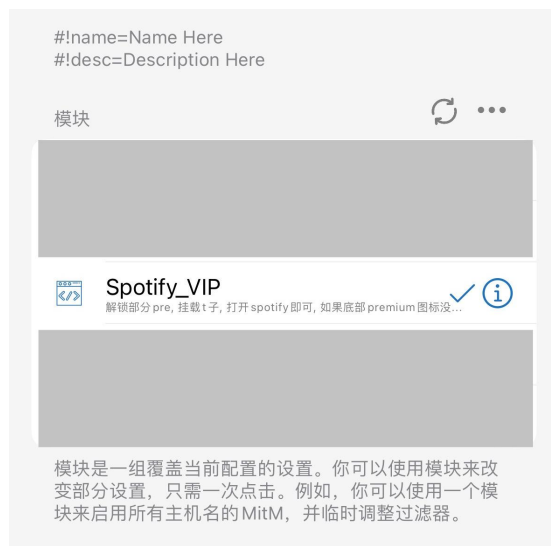 #!name=Name Here
#!desc=Description Here
模块
Spotify_VIP
解锁部分pre, 挂载t子, 打开spotify即可, 如果底部premium图标没...
模块是一组覆盖当前配置的设置。你可以使用模块来改
变部分设置，只需一次点击。例如，你可以使用一个模
块来启用所有主机名的MitM，并临时调整过滤器。